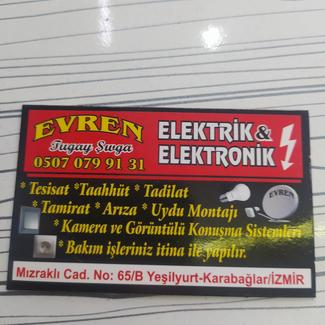 EVREN
Tugay Şuga
0507 079 91 31
ELEKTRİK &
ELEKTRONİK
* Tesisat *Taahhüt * Tadilat
* Tamirat * Arıza * Uydu Montajı
* Kamera ve Görüntülü Konuşma Sistemleri
* Bakım işleriniz itina ile yapılır.
EVREN
Mızraklı Cad. No: 65/B Yeşilyurt-Karabağlar/İZMİR